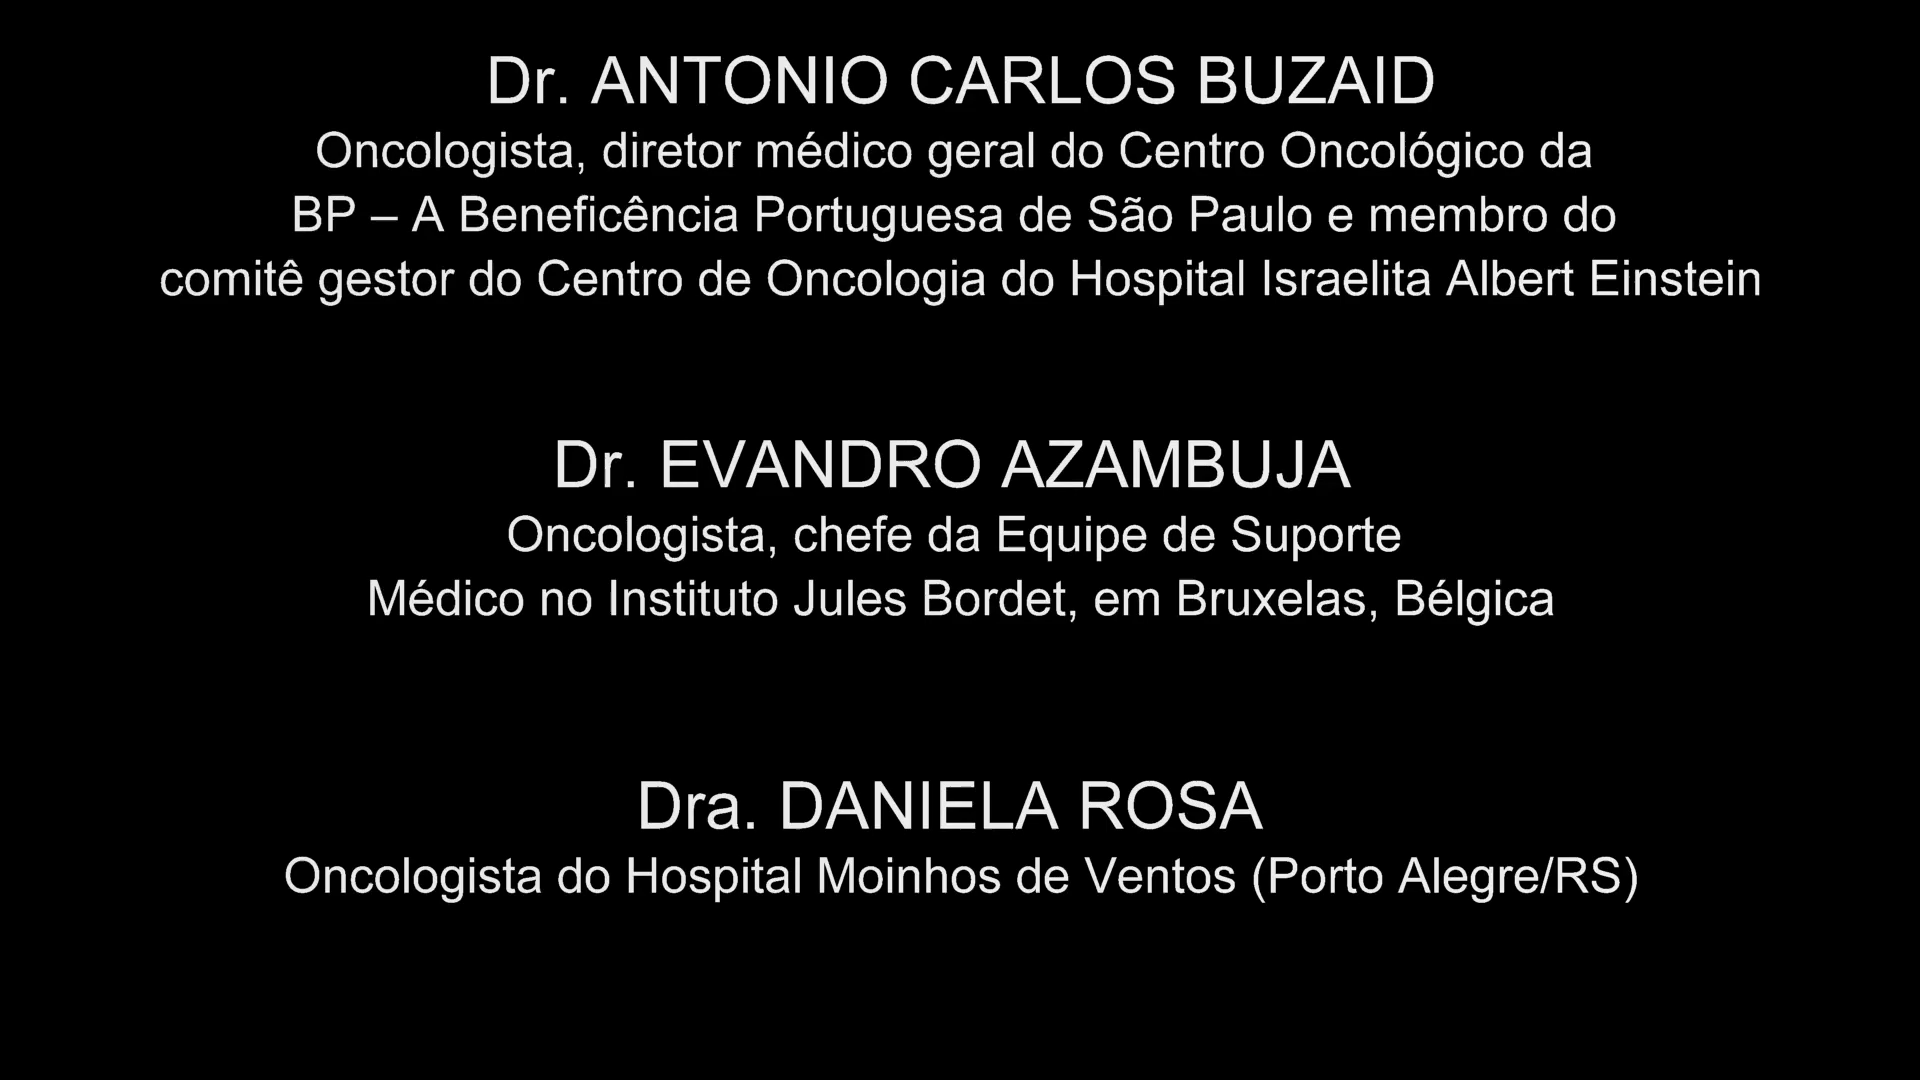 Dr. ANTONIO CARLOS BUZAID
Oncologista, diretor médico geral do Centro Oncológico da
BP – A Beneficência Portuguesa de São Paulo e membro do
comitê gestor do Centro de Oncologia do Hospital Israelita Albert Einstein
Dr. EVANDRO AZAMBUJA
Oncologista, chefe da Equipe de Suporte
Médico no Instituto Jules Bordet, em Bruxelas, Bélgica
Dra. DANIELA ROSA
Oncologista do Hospital Moinhos de Ventos (Porto Alegre/RS)